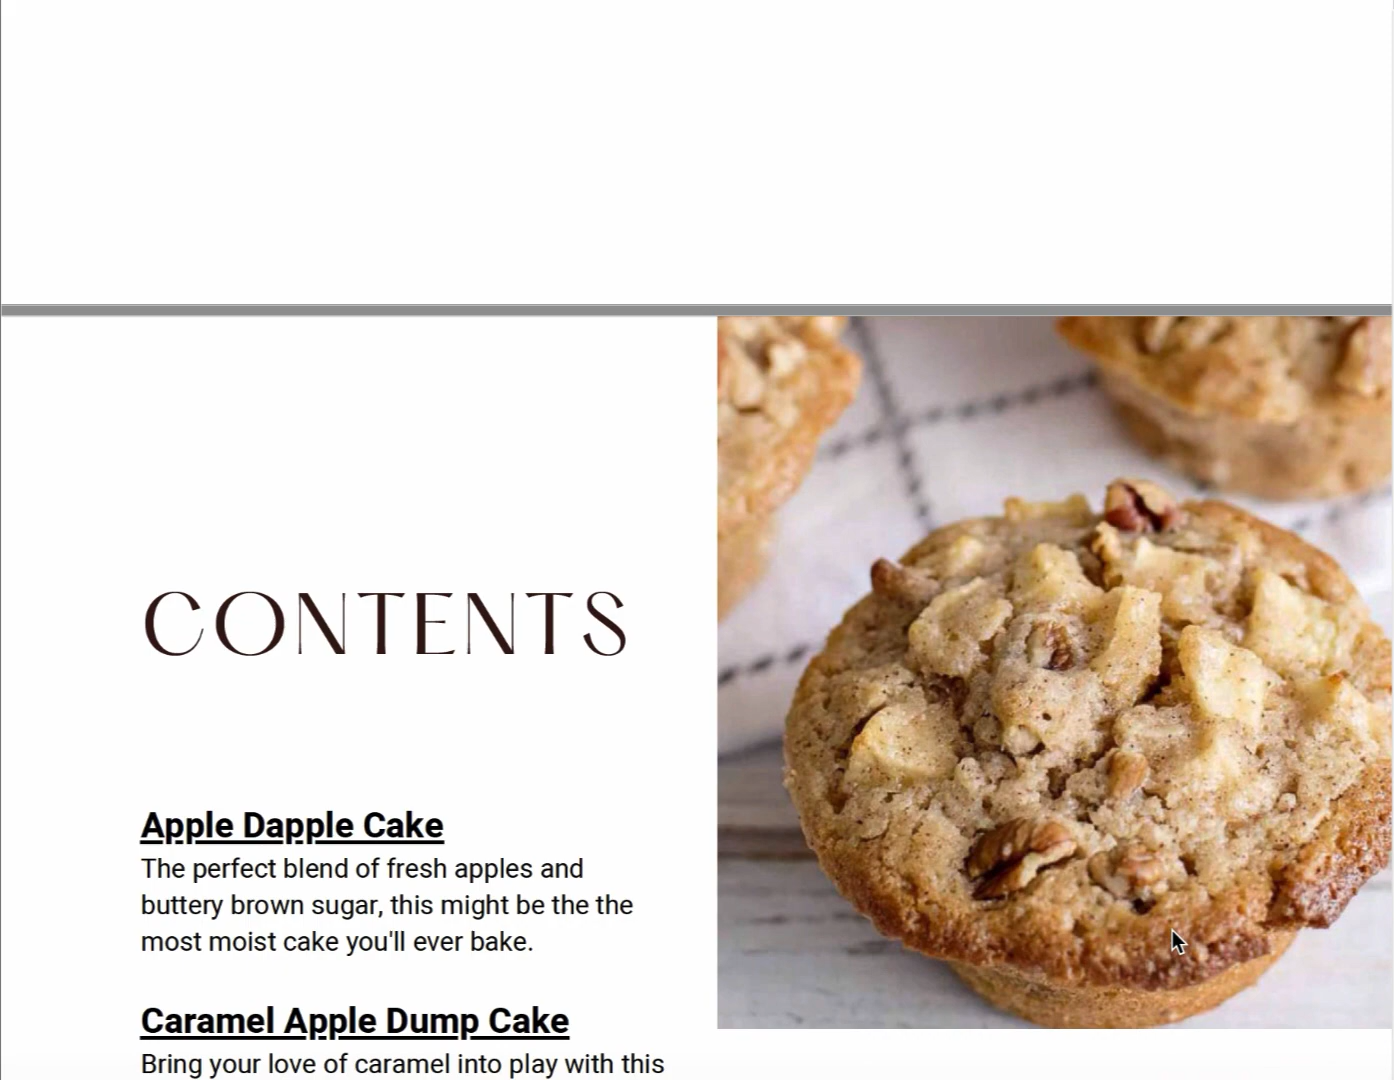 CONTENTS
Apple Dapple Cake
The perfect blend of fresh apples and
buttery brown sugar, this might be the the
most moist cake you'll ever bake.
Caramel Apple Dump Cake
Bring your love of caramel into play with this